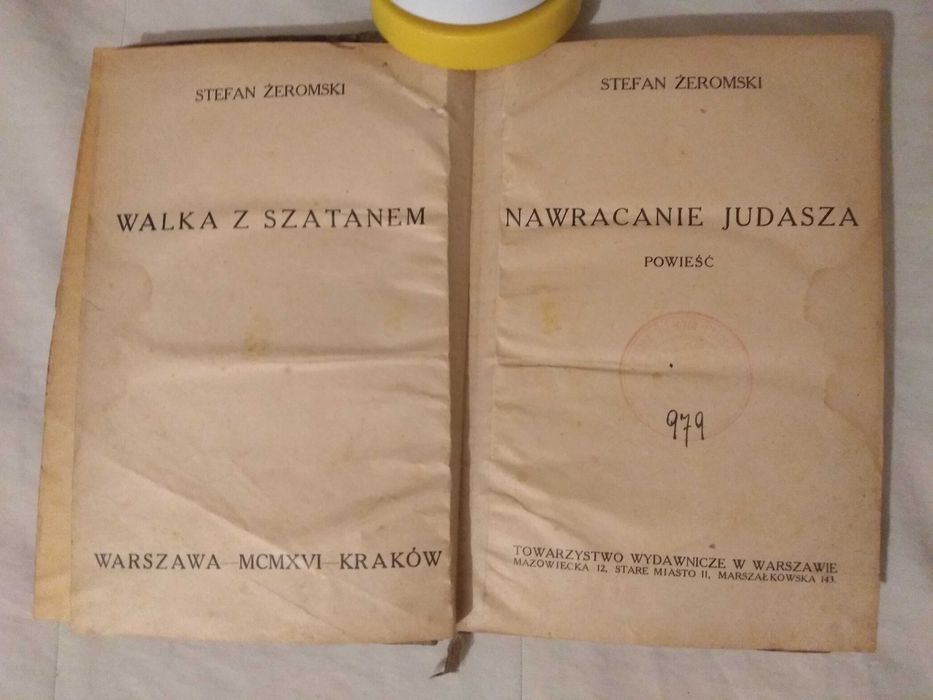 STEFAN ŻEROMSKI
WALKA Z SZATANEM
WARSZAWA MCMXVI KRAKÓW
STEFAN ŻEROMSKI
NAWRACANIE JUDASZA
POWIEŚĆ
979
TOWARZYSTWO WYDAWNICZE W WARSZAWIE
MAZOWIECKA 12, STARE MIASTO 11, MARSZAŁKOWSKA 143.